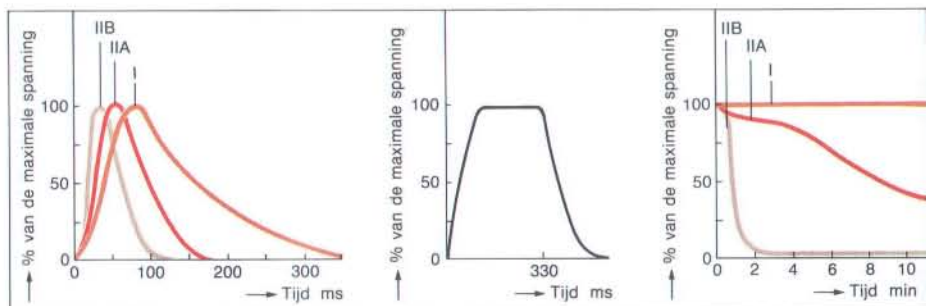 IIB
IIA
I
% van de maximale spanning
100
50
0
0
100
200
300
Tijd ms
% van de maximale spanning
100
50
330
Tijd ms
IIB
IIA
I
% van de maximale spanning
100
50
0
0
2
4
6
8
10
Tijd min